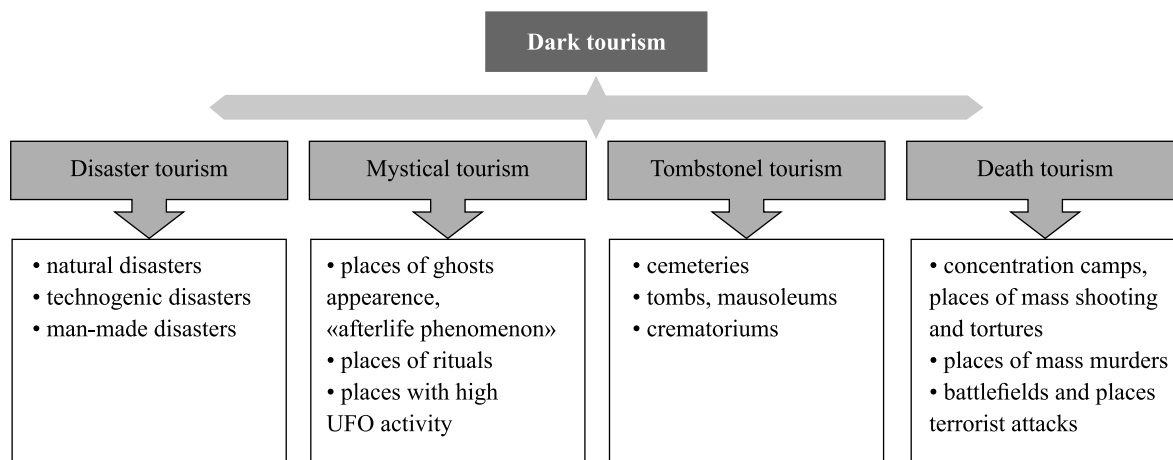 Dark tourism
Disaster tourism
• natural disasters
• technogenic disasters
• man-made disasters
Mystical tourism
• places of ghosts
appearence,
«afterlife phenomenon»
• places of rituals
• places with high
UFO activity
Tombstonel tourism
• cemeteries
• tombs, mausoleums
• crematoriums
Death tourism
• concentration camps,
places of mass shooting
and tortures
• places of mass murders
• battlefields and places
terrorist attacks